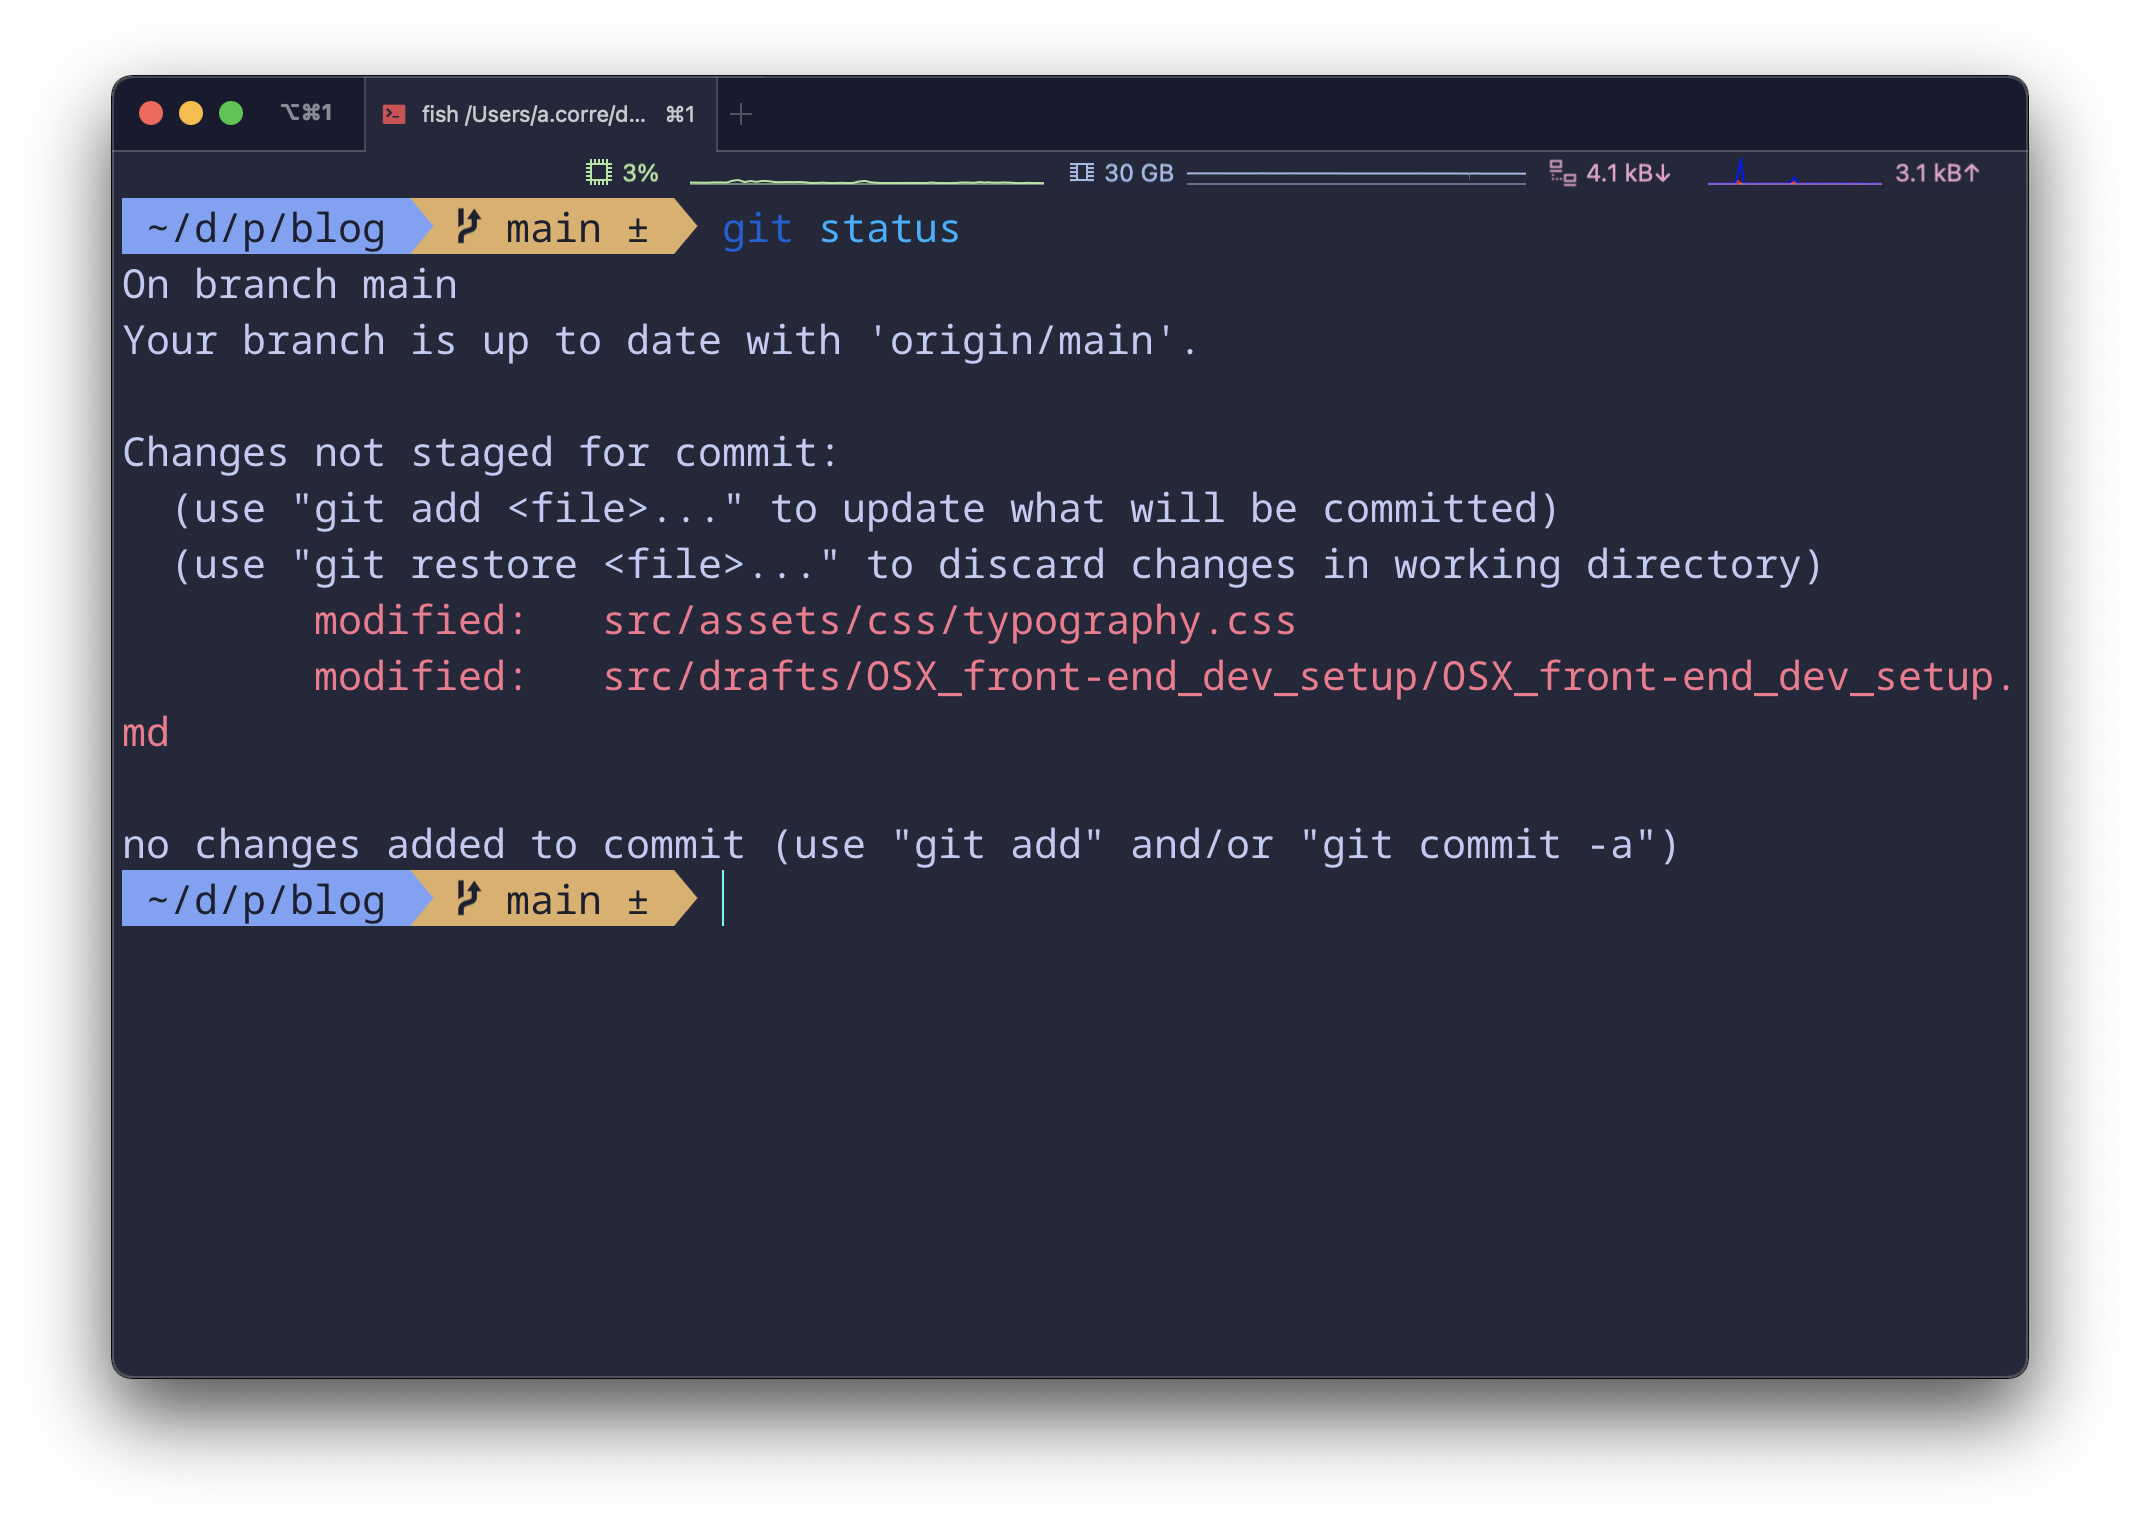 ⌥⌘1 fish /Users/a.corre/d... ⌘1 +
3% 30 GB 4.1 kB↓ 3.1 kB↑
~/d/p/blog main ± git status
On branch main
Your branch is up to date with 'origin/main'.
Changes not staged for commit:
  (use "git add <file>..." to update what will be committed)
  (use "git restore <file>..." to discard changes in working directory)
        modified:   src/assets/css/typography.css
        modified:   src/drafts/OSX_front-end_dev_setup/OSX_front-end_dev_setup.
md
no changes added to commit (use "git add" and/or "git commit -a")
~/d/p/blog main ±